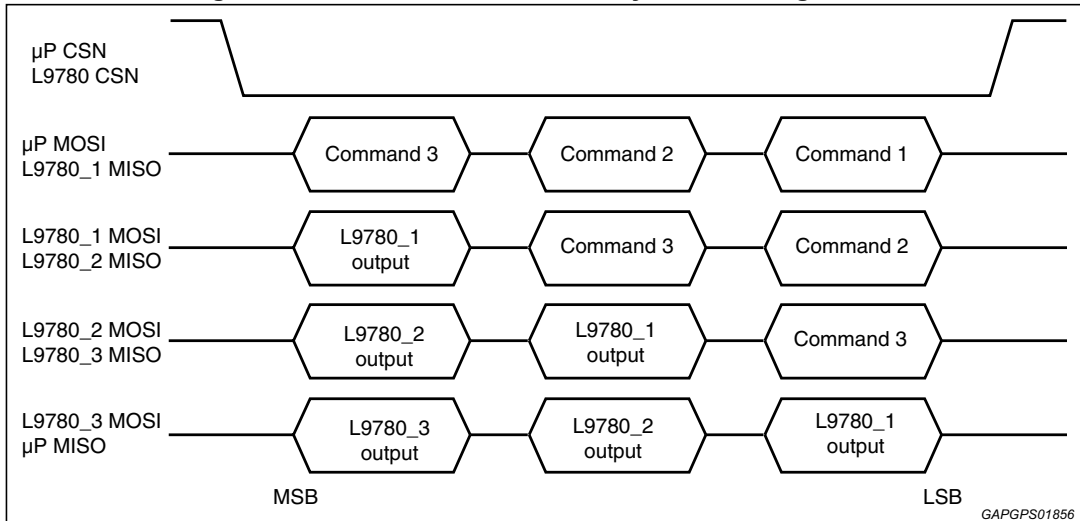 µP CSN
L9780 CSN
µP MOSI
L9780_1 MISO
Command 3
Command 2
Command 1
L9780_1 MOSI
L9780_2 MISO
L9780_1
output
Command 3
Command 2
L9780_2 MOSI
L9780_3 MISO
L9780_2
output
L9780_1
output
Command 3
L9780_3 MOSI
µP MISO
L9780_3
output
L9780_2
output
L9780_1
output
MSB
LSB
GAPGPS01856